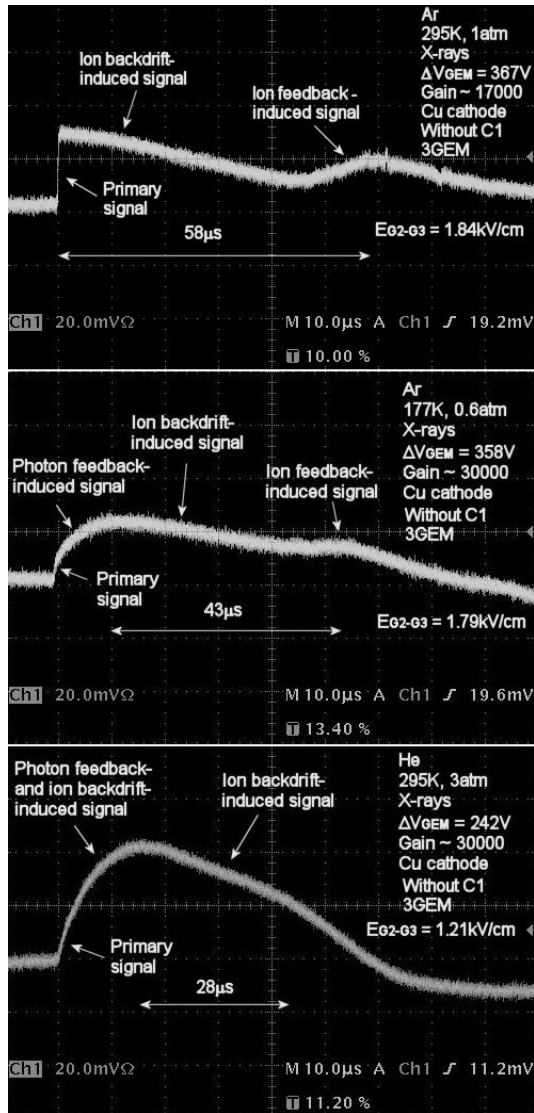 Ar
295K, 1atm
X-rays
ΔVGEM = 367V
Gain ~ 17000
Cu cathode
Without C1
3GEM
Ion backdrift-
induced signal
Ion feedback -
induced signal
Primary
signal
58μs
EG2-G3 = 1.84kV/cm
Ch1 20.0mVΩ M 10.0μs A Ch1 ƒ 19.2mV
T 10.00 %
Ar
177K, 0.6atm
X-rays
ΔVGEM = 358V
Gain ~ 30000
Cu cathode
Without C1
3GEM
Ion backdrift-
induced signal
Photon feedback-
induced signal
Ion feedback-
induced signal
Primary
signal
43μs
EG2-G3 = 1.79kV/cm
Ch1 20.0mVΩ M 10.0μs A Ch1 ƒ 19.6mV
T 13.40 %
He
295K, 3atm
X-rays
ΔVGEM = 242V
Gain ~ 30000
Cu cathode
Without C1
3GEM
Photon feedback-
and ion backdrift-
induced signal
Ion backdrift-
induced signal
Primary
signal
28μs
EG2-G3 = 1.21kV/cm
Ch1 20.0mVΩ M 10.0μs A Ch1 ƒ 11.2mV
T 11.20 %